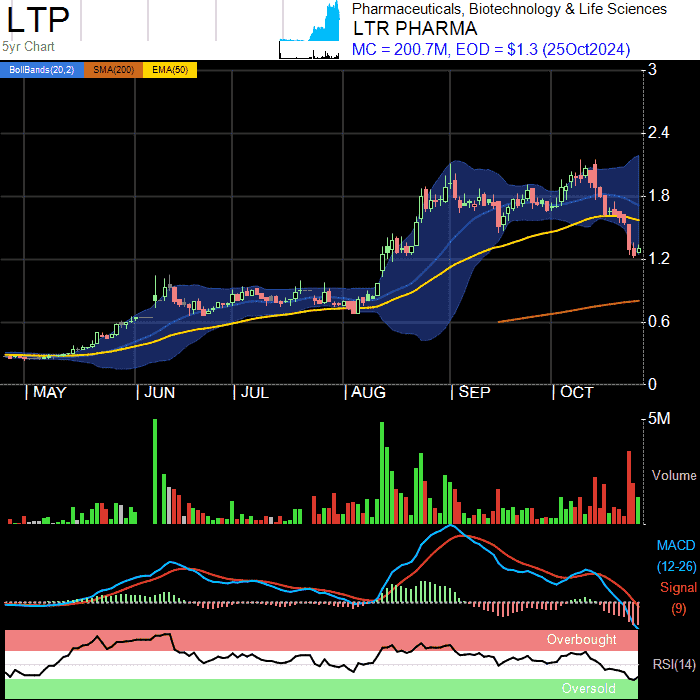 LTP
5yr Chart
Pharmaceuticals, Biotechnology & Life Sciences
LTR PHARMA
MC = 200.7M, EOD = $1.3 (25Oct2024)
BollBands(20,2) SMA(200) EMA(50)
3
2.4
1.8
1.2
0.6
0
MAY JUN JUL AUG SEP OCT
5M
Volume
MACD
(12-26)
Signal
(9)
Overbought
RSI(14)
Oversold